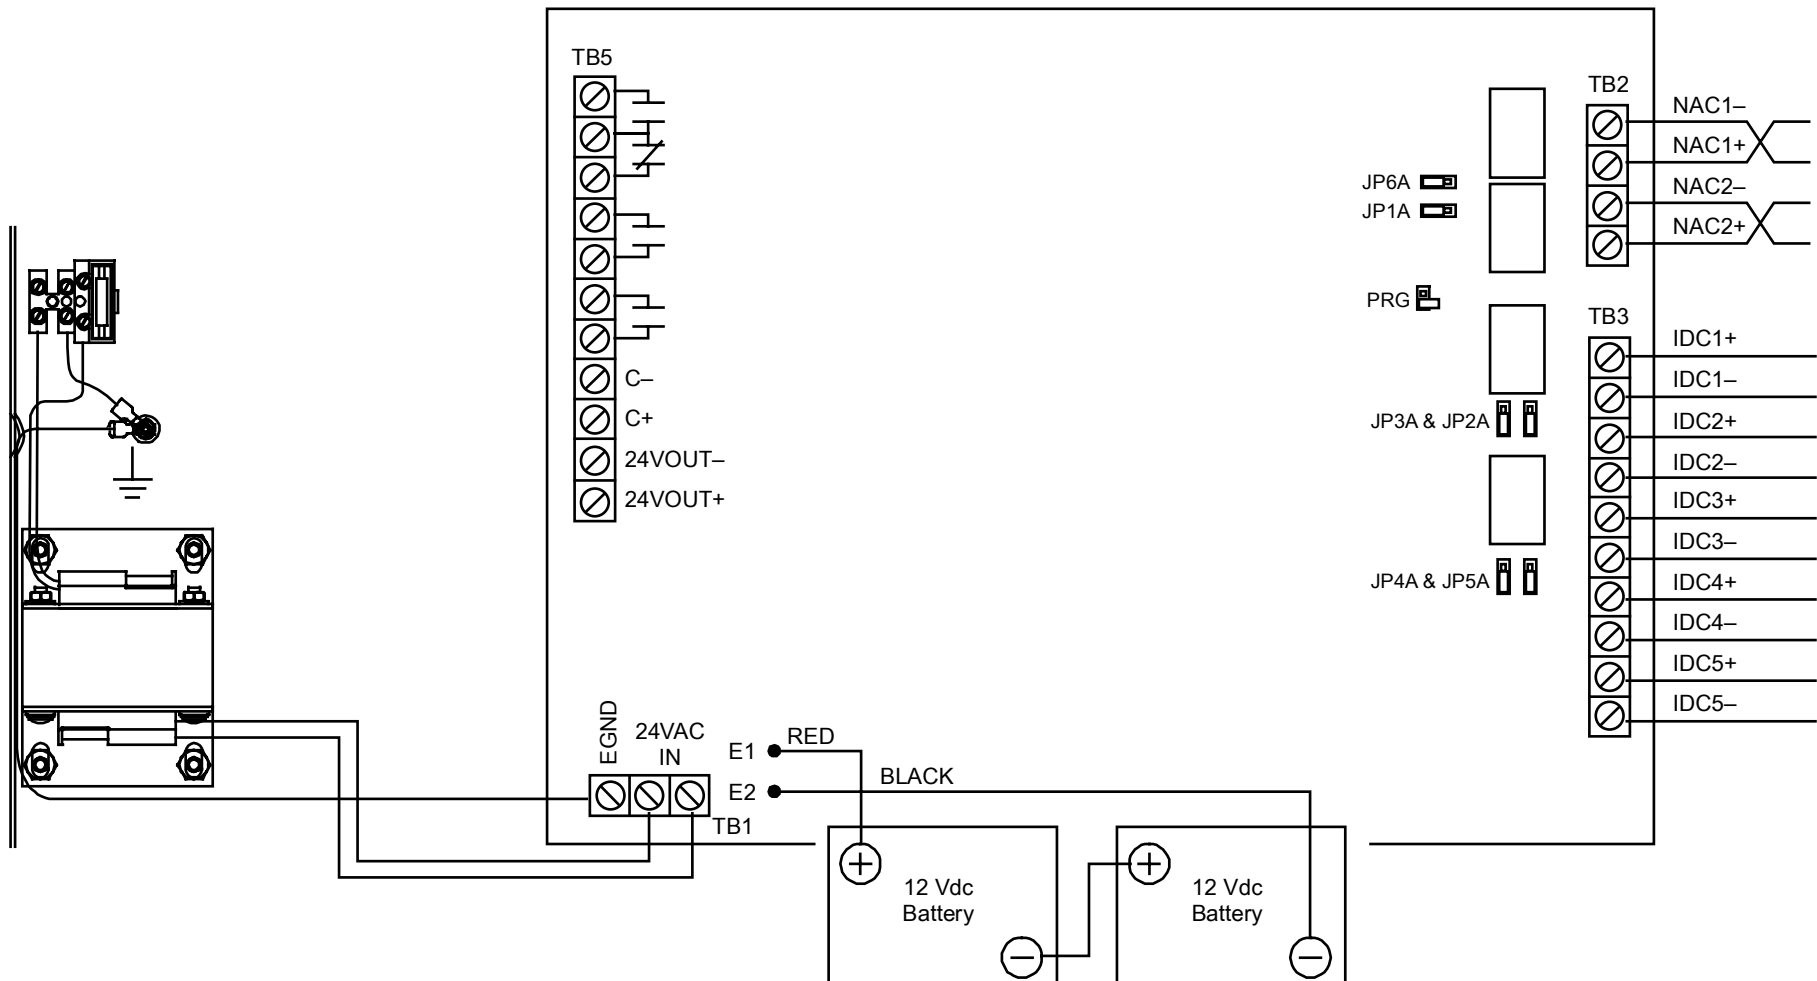 TB5
C–
C+
24VOUT–
24VOUT+
JP6A
JP1A
PRG
JP3A & JP2A
JP4A & JP5A
TB2
NAC1–
NAC1+
NAC2–
NAC2+
TB3
IDC1+
IDC1–
IDC2+
IDC2–
IDC3+
IDC3–
IDC4+
IDC4–
IDC5+
IDC5–
EGND
24VAC
IN
TB1
E1
RED
E2
BLACK
+
12 Vdc
Battery
–
+
12 Vdc
Battery
–